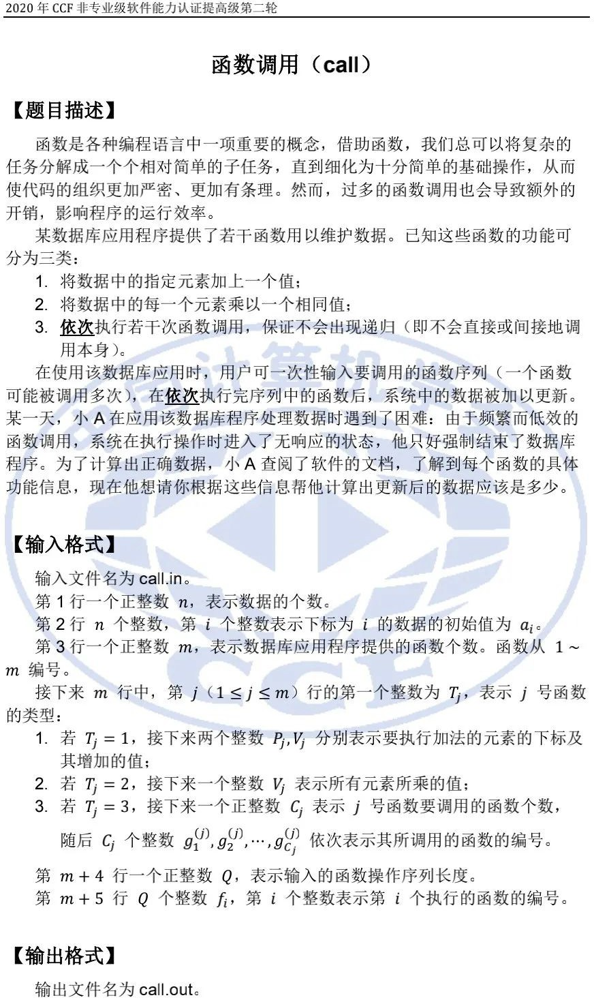 2020 年 CCF 非专业级软件能力认证提高级第二轮
函数调用（call）
【题目描述】
函数是各种编程语言中一项重要的概念，借助函数，我们总可以将复杂的
任务分解成一个个相对简单的子任务，直到细化为十分简单的基础操作，从而
使代码的组织更加严密、更加有条理。然而，过多的函数调用也会导致额外的
开销，影响程序的运行效率。
某数据库应用程序提供了若干函数用以维护数据。已知这些函数的功能可
分为三类：
1. 将数据中的指定元素加上一个值；
2. 将数据中的每一个元素乘以一个相同值；
3. 依次执行若干次函数调用，保证不会出现递归（即不会直接或间接地调
用本身）。
在使用该数据库应用时，用户可一次性输入要调用的函数序列（一个函数
可能被调用多次），在依次执行完序列中的函数后，系统中的数据被加以更新。
某一天，小 A 在应用该数据库程序处理数据时遇到了困难：由于频繁而低效的
函数调用，系统在执行操作时进入了无响应的状态，他只好强制结束了数据库
程序。为了计算出正确数据，小 A 查阅了软件的文档，了解到每个函数的具体
功能信息，现在他想请你根据这些信息帮他计算出更新后的数据应该是多少。
【输入格式】
输入文件名为 call.in。
第 1 行一个正整数 n，表示数据的个数。
第 2 行 n 个整数，第 i 个整数表示下标为 i 的数据的初始值为 a_i。
第 3 行一个正整数 m，表示数据库应用程序提供的函数个数。函数从 1 ~
m 编号。
接下来 m 行中，第 j（1 ≤ j ≤ m）行的第一个整数为 T_j，表示 j 号函数
的类型：
1. 若 T_j = 1，接下来两个整数 P_j, V_j 分别表示要执行加法的元素的下标及
其增加的值；
2. 若 T_j = 2，接下来一个整数 V_j 表示所有元素所乘的值；
3. 若 T_j = 3，接下来一个正整数 C_j 表示 j 号函数要调用的函数个数，
随后 C_j 个整数 g_1^(j), g_2^(j), ⋯, g_{C_j}^(j) 依次表示其所调用的函数的编号。
第 m + 4 行一个正整数 Q，表示输入的函数操作序列长度。
第 m + 5 行 Q 个整数 f_i，第 i 个整数表示第 i 个执行的函数的编号。
【输出格式】
输出文件名为 call.out。
中国计算机学会
CCF